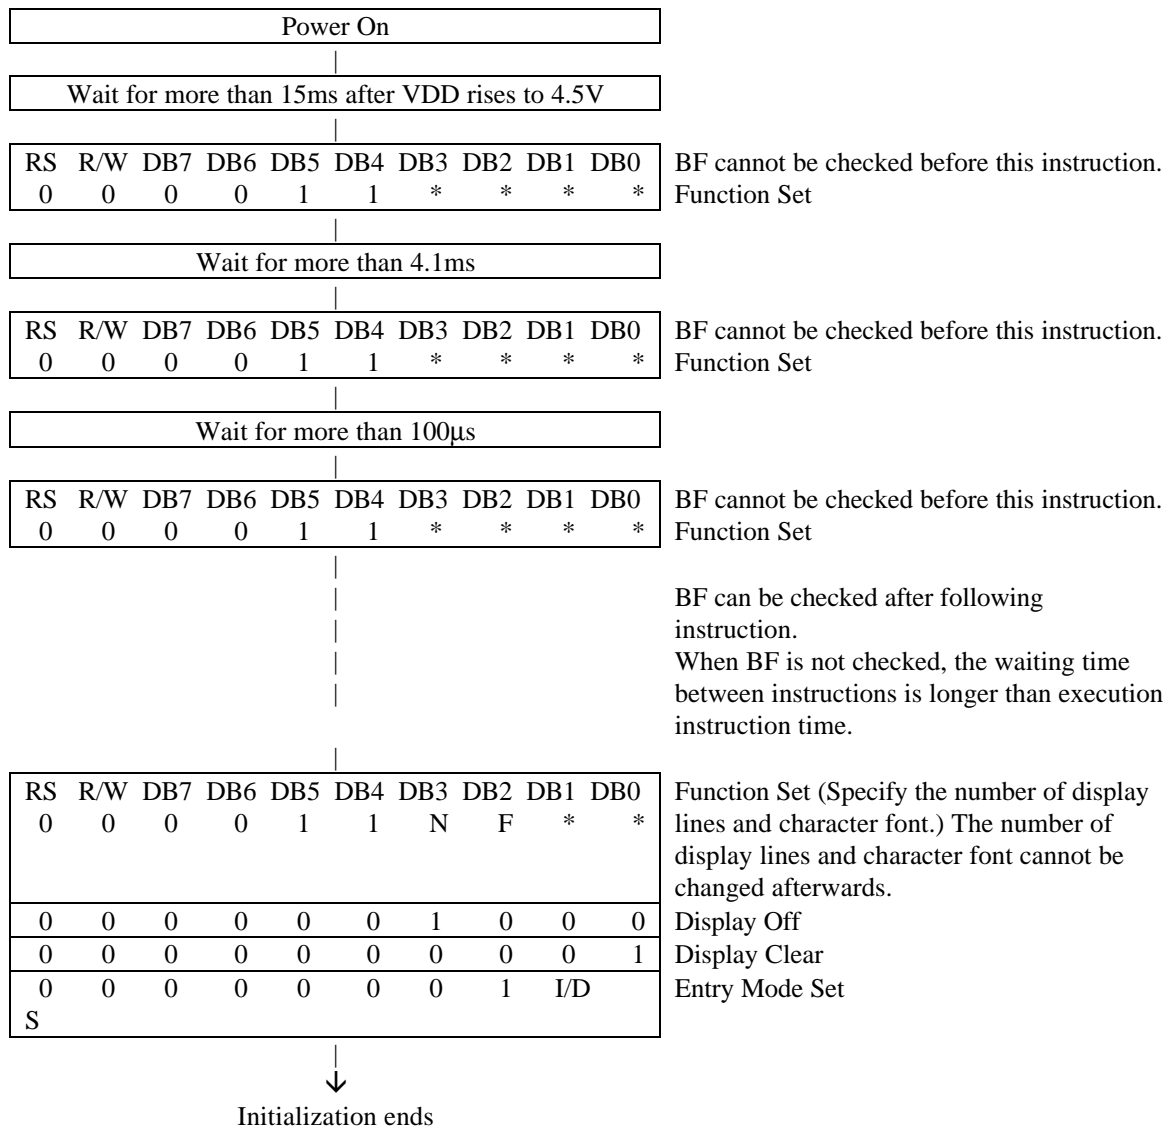 Power On
Wait for more than 15ms after VDD rises to 4.5V
RS R/W DB7 DB6 DB5 DB4 DB3 DB2 DB1 DB0 BF cannot be checked before this instruction.
0 0 0 0 1 1 * * * * Function Set
Wait for more than 4.1ms
RS R/W DB7 DB6 DB5 DB4 DB3 DB2 DB1 DB0 BF cannot be checked before this instruction.
0 0 0 0 1 1 * * * * Function Set
Wait for more than 100μs
RS R/W DB7 DB6 DB5 DB4 DB3 DB2 DB1 DB0 BF cannot be checked before this instruction.
0 0 0 0 1 1 * * * * Function Set
BF can be checked after following
instruction.
When BF is not checked, the waiting time
between instructions is longer than execution
instruction time.
RS R/W DB7 DB6 DB5 DB4 DB3 DB2 DB1 DB0 Function Set (Specify the number of display
0 0 0 0 1 1 N F * * lines and character font.) The number of
display lines and character font cannot be
changed afterwards.
0 0 0 0 0 0 1 0 0 0 Display Off
0 0 0 0 0 0 0 0 0 1 Display Clear
0 0 0 0 0 0 0 1 I/D Entry Mode Set
S
Initialization ends